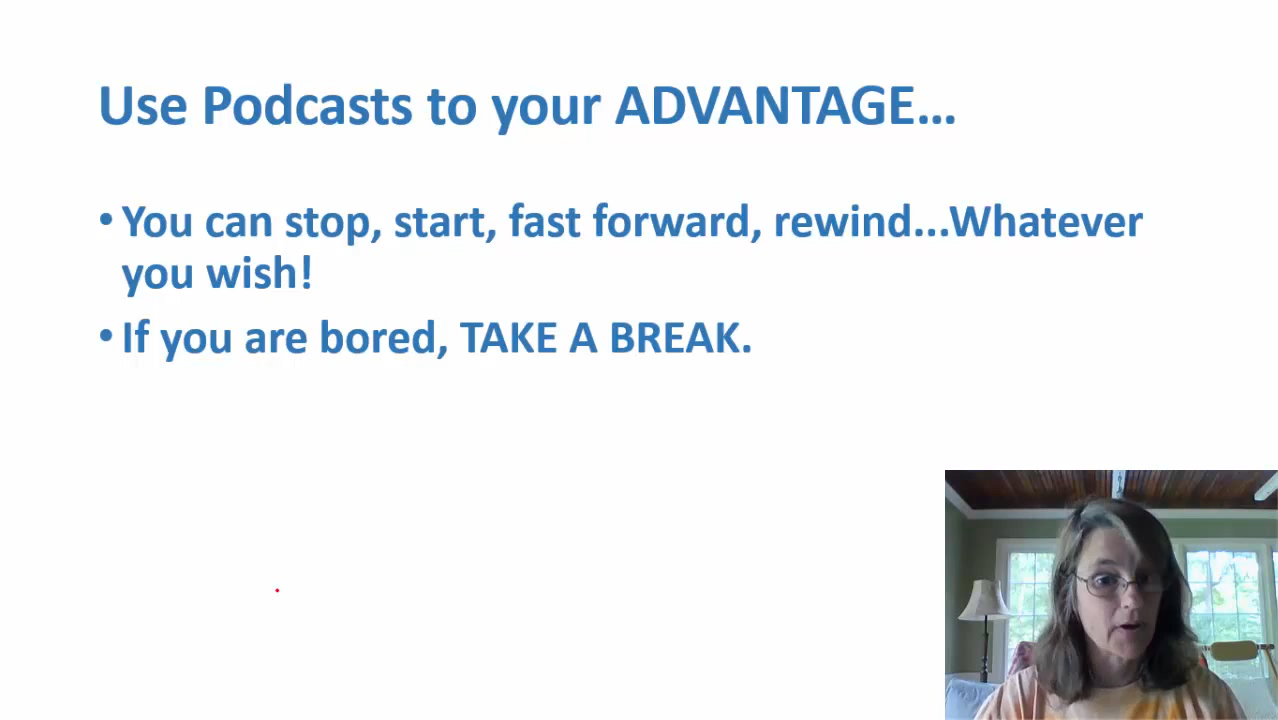 Use Podcasts to your ADVANTAGE…
• You can stop, start, fast forward, rewind...Whatever
you wish!
• If you are bored, TAKE A BREAK.